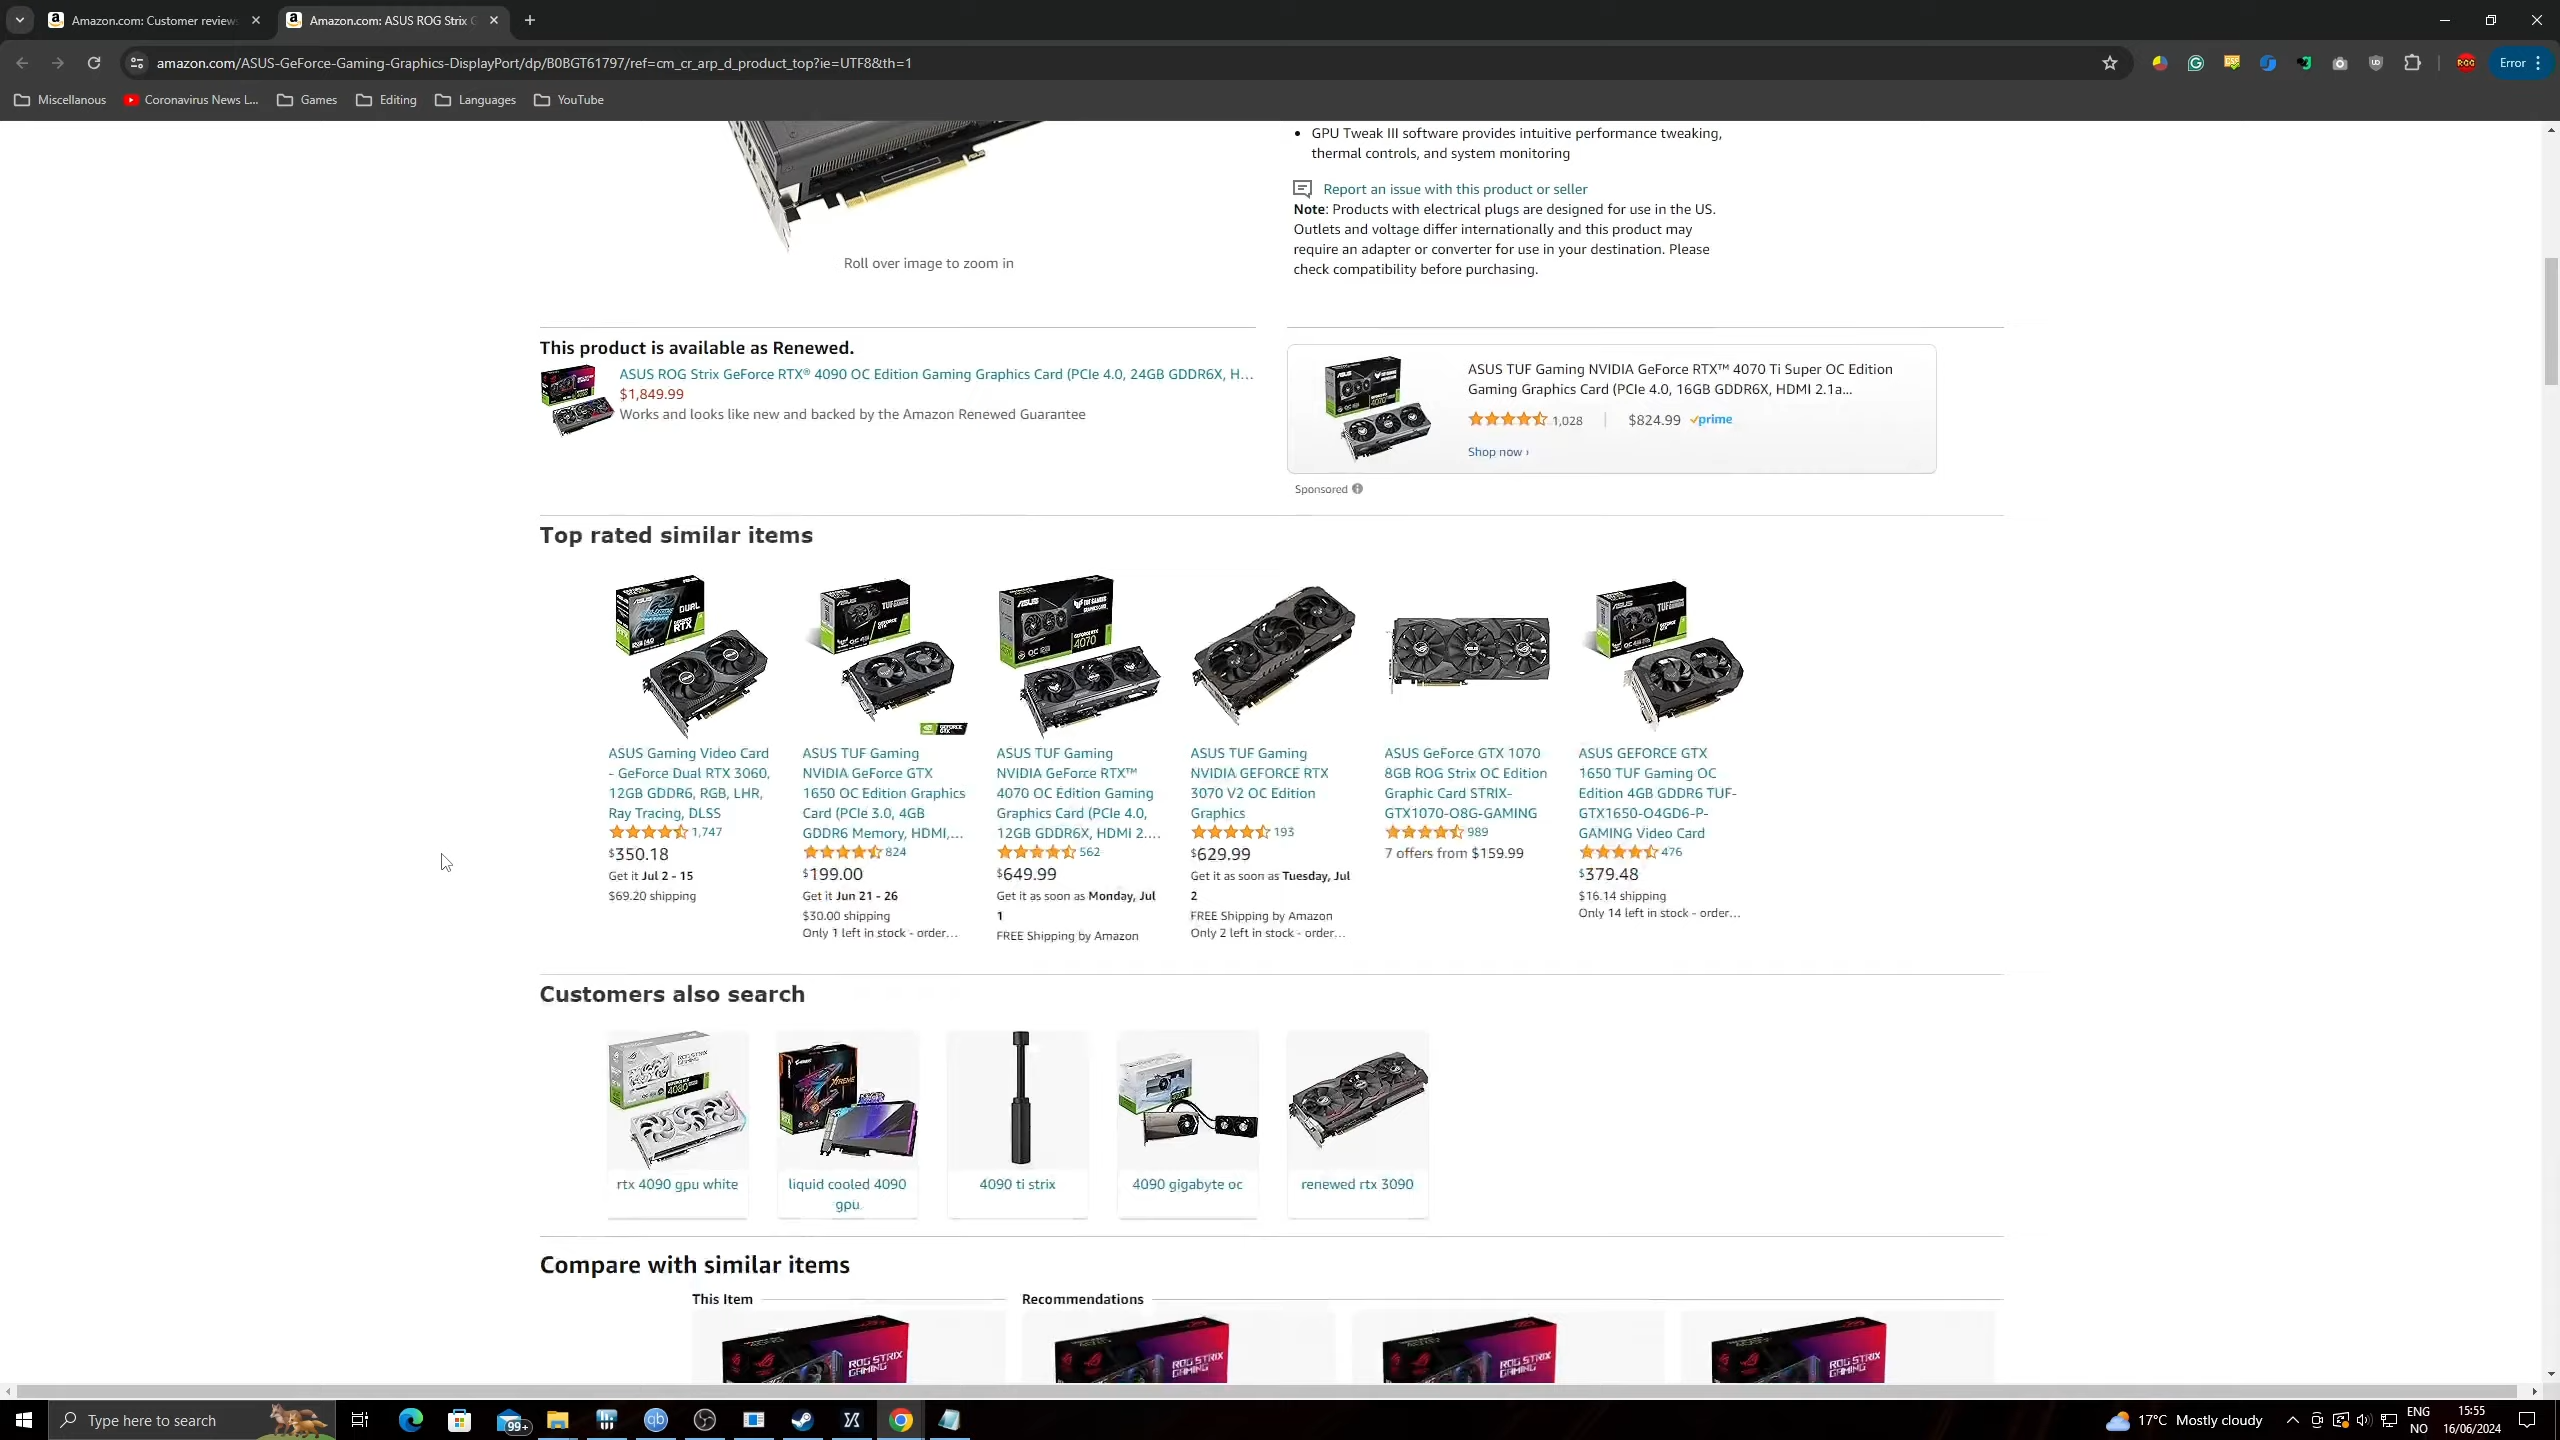 Amazon.com: Customer review
Amazon.com: ASUS ROG Strix G
amazon.com/ASUS-GeForce-Gaming-Graphics-DisplayPort/dp/B0BGT61797/ref=cm_cr_arp_d_product_top?ie=UTF8&th=1
Error
Miscellanous
Coronavirus News L...
Games
Editing
Languages
YouTube
GPU Tweak III software provides intuitive performance tweaking,
thermal controls, and system monitoring
Report an issue with this product or seller
Note: Products with electrical plugs are designed for use in the US.
Outlets and voltage differ internationally and this product may
require an adapter or converter for use in your destination. Please
check compatibility before purchasing.
Roll over image to zoom in
This product is available as Renewed.
ASUS ROG Strix GeForce RTX® 4090 OC Edition Gaming Graphics Card (PCIe 4.0, 24GB GDDR6X, H...
$1,849.99
Works and looks like new and backed by the Amazon Renewed Guarantee
ASUS TUF Gaming NVIDIA GeForce RTX™ 4070 Ti Super OC Edition
Gaming Graphics Card (PCIe 4.0, 16GB GDDR6X, HDMI 2.1a...
1,028 | $824.99 prime
Shop now ›
Sponsored
Top rated similar items
ASUS Gaming Video Card
- GeForce Dual RTX 3060,
12GB GDDR6, RGB, LHR,
Ray Tracing, DLSS
1,747
$350.18
Get it Jul 2 - 15
$69.20 shipping
ASUS TUF Gaming
NVIDIA GeForce GTX
1650 OC Edition Graphics
Card (PCIe 3.0, 4GB
GDDR6 Memory, HDMI,...
824
$199.00
Get it Jun 21 - 26
$30.00 shipping
Only 1 left in stock - order...
ASUS TUF Gaming
NVIDIA GeForce RTX™
4070 OC Edition Gaming
Graphics Card (PCIe 4.0,
12GB GDDR6X, HDMI 2....
562
$649.99
Get it as soon as Monday, Jul
1
FREE Shipping by Amazon
ASUS TUF Gaming
NVIDIA GEFORCE RTX
3070 V2 OC Edition
Graphics
193
$629.99
Get it as soon as Tuesday, Jul
2
FREE Shipping by Amazon
Only 2 left in stock - order...
ASUS GeForce GTX 1070
8GB ROG Strix OC Edition
Graphic Card STRIX-
GTX1070-O8G-GAMING
989
7 offers from $159.99
ASUS GEFORCE GTX
1650 TUF Gaming OC
Edition 4GB GDDR6 TUF-
GTX1650-O4GD6-P-
GAMING Video Card
476
$379.48
$16.14 shipping
Only 14 left in stock - order...
Customers also search
rtx 4090 gpu white
liquid cooled 4090
gpu
4090 ti strix
4090 gigabyte oc
renewed rtx 3090
Compare with similar items
This Item
Recommendations
ROG STRIX
GAMING
ROG STRIX
GAMING
ROG STRIX
GAMING
ROG STRIX
GAMING
Type here to search
99+
17°C Mostly cloudy
ENG
NO
15:55
16/06/2024